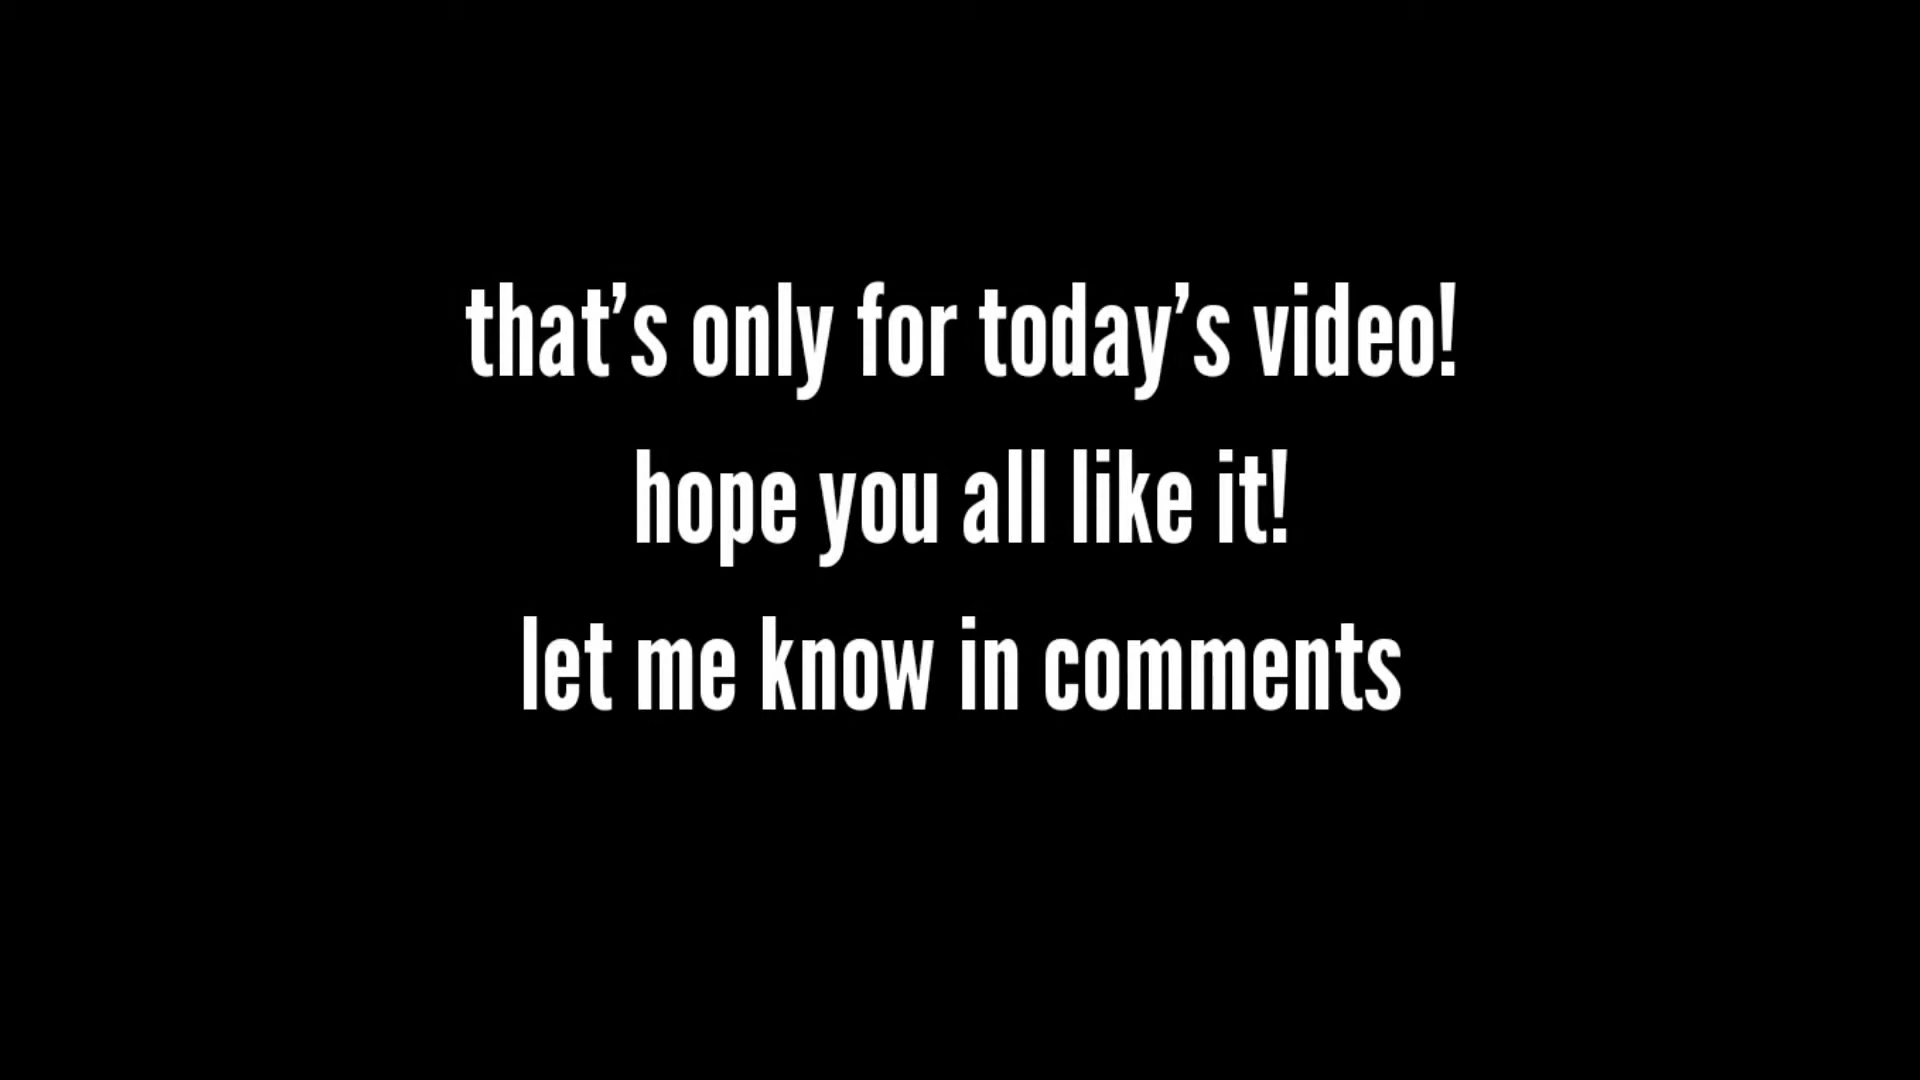 that’s only for today’s video!
hope you all like it!
let me know in comments